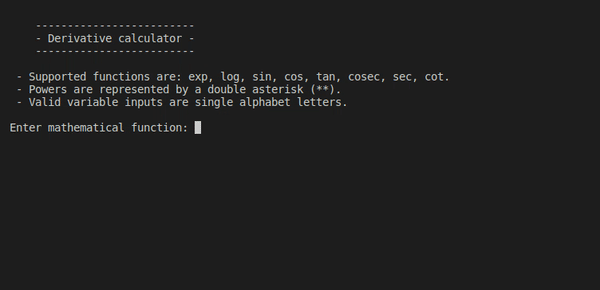 -------------------------
- Derivative calculator -
-------------------------
- Supported functions are: exp, log, sin, cos, tan, cosec, sec, cot.
- Powers are represented by a double asterisk (**).
- Valid variable inputs are single alphabet letters.
Enter mathematical function: